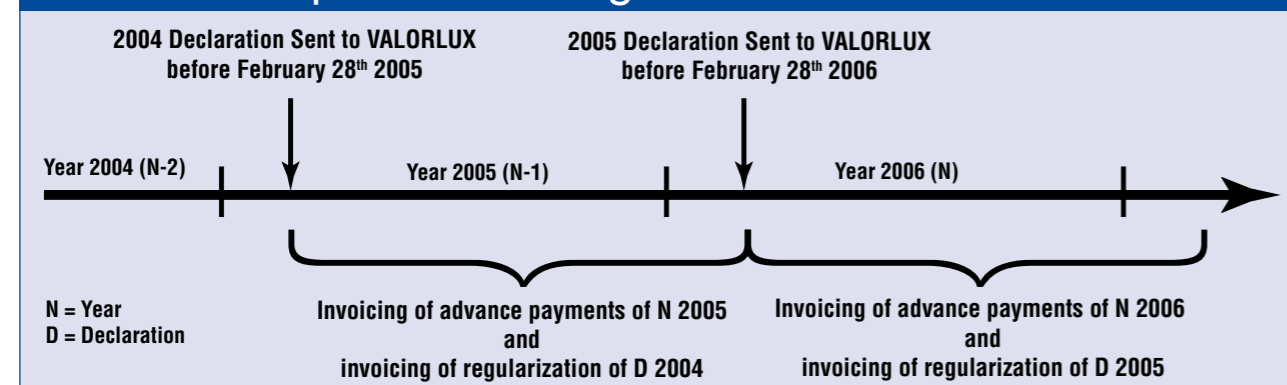 2004 Declaration Sent to VALORLUX
before February 28th 2005
2005 Declaration Sent to VALORLUX
before February 28th 2006
Year 2004 (N-2)
Year 2005 (N-1)
Year 2006 (N)
N = Year
D = Declaration
Invoicing of advance payments of N 2005
and
invoicing of regularization of D 2004
Invoicing of advance payments of N 2006
and
invoicing of regularization of D 2005